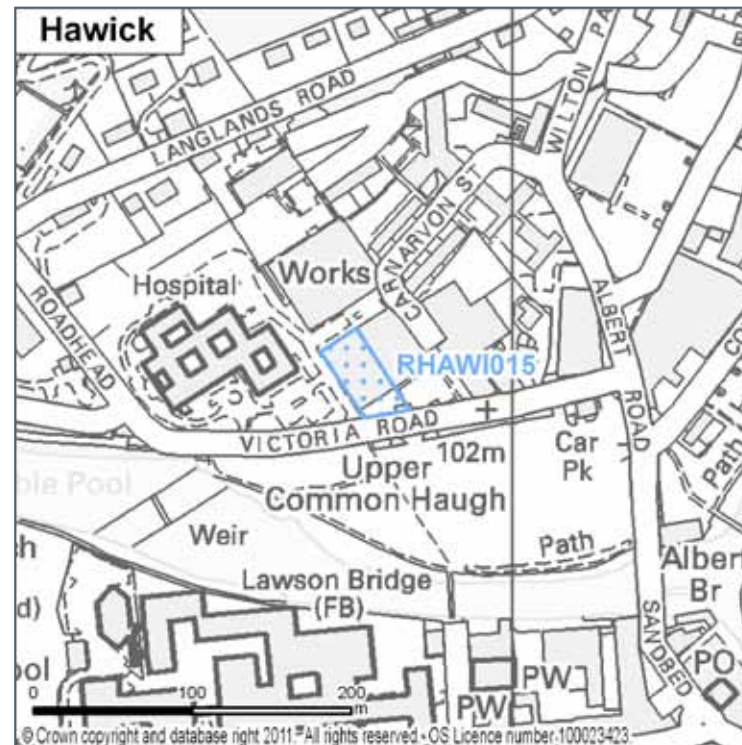 Hawick
LANGLANDS ROAD
WILTON PA
CARNARVON ST
Works
Hospital
ROADHEAD
ALBERT ROAD
RHAWI015
VICTORIA ROAD
102m
Car
Pk
Path
Upper
Common Haugh
ble Pool
Weir
Path
Lawson Bridge
(FB)
Alber
Br
SANDBED
ch
d)
ool
PW
PW
PO
0 100 200
m
© Crown copyright and database right 2011. All rights reserved - OS Licence number 100023423